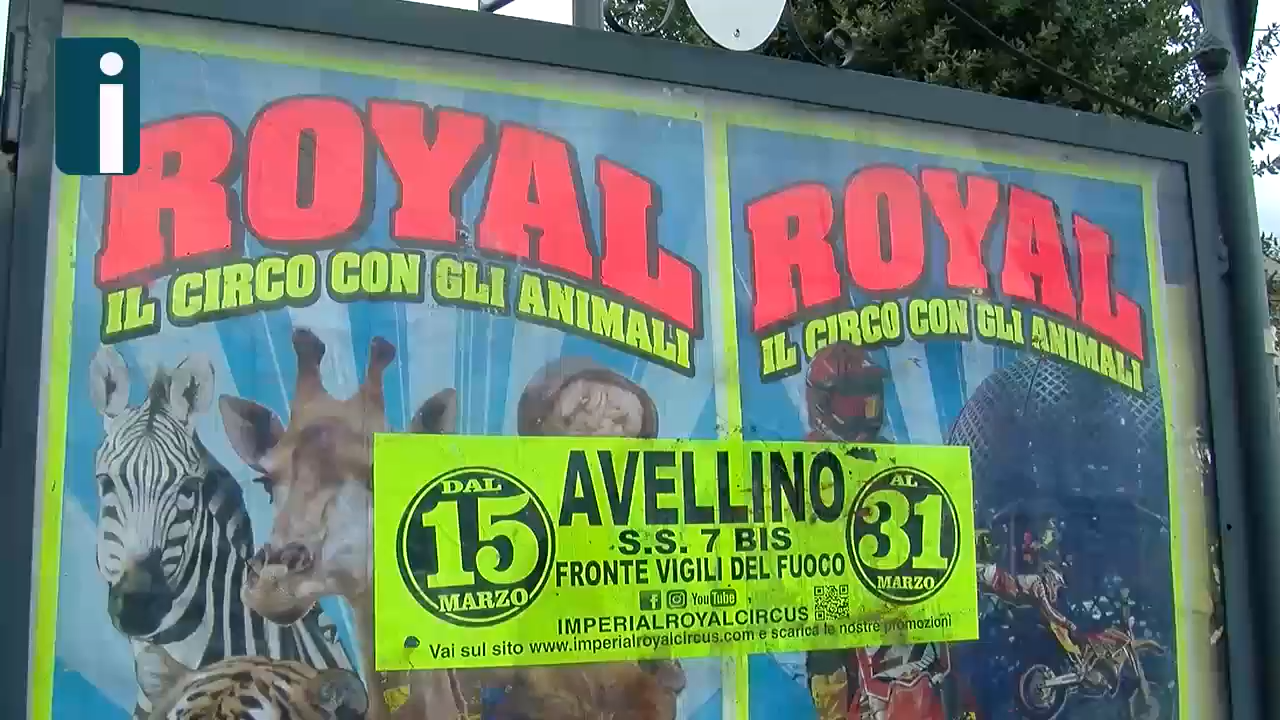 i
ROYAL
IL CIRCO CON GLI ANIMALI
ROYAL
IL CIRCO CON GLI ANIMALI
DAL
15
MARZO
AVELLINO
S.S. 7 BIS
FRONTE VIGILI DEL FUOCO
YouTube
IMPERIALROYALCIRCUS
Vai sul sito www.imperialroyalcircus.com e scarica le nostre promozioni
AL
31
MARZO